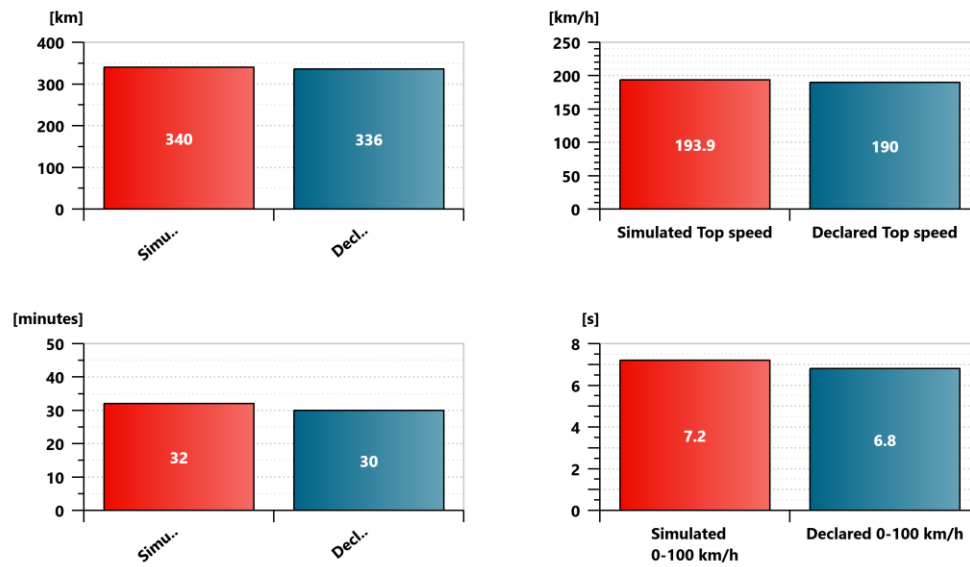 [km]
400
300
200
100
0
340
336
Simu..
Decl..
[km/h]
250
200
150
100
50
0
193.9
190
Simulated Top speed
Declared Top speed
[minutes]
50
40
30
20
10
0
32
30
Simu..
Decl..
[s]
8
6
4
2
0
7.2
6.8
Simulated
0-100 km/h
Declared 0-100 km/h